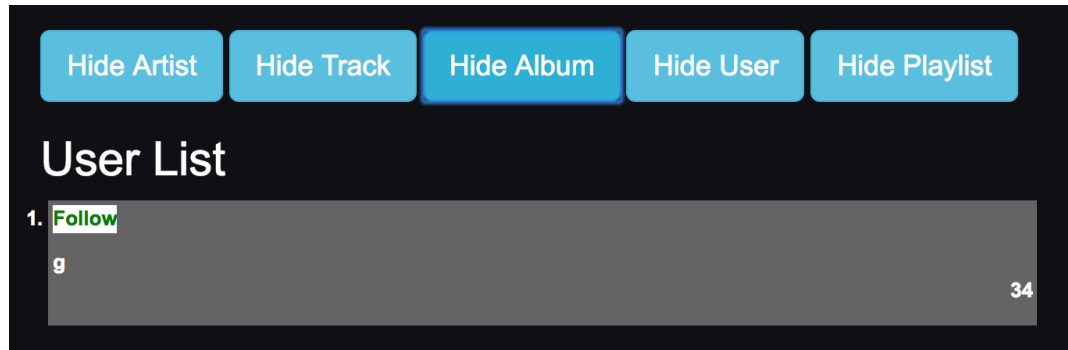 Hide Artist Hide Track Hide Album Hide User Hide Playlist
User List
1. Follow
g
34